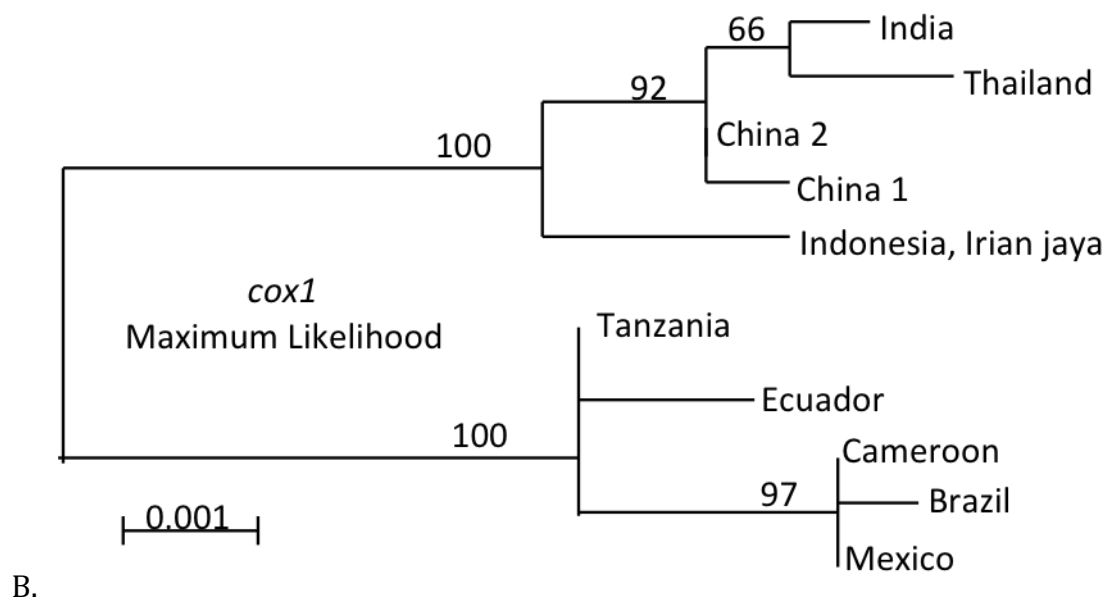 66
India
Thailand
92
China 2
100
China 1
Indonesia, Irian jaya
cox1
Maximum Likelihood
Tanzania
Ecuador
100
Cameroon
97
Brazil
0.001
Mexico
B.